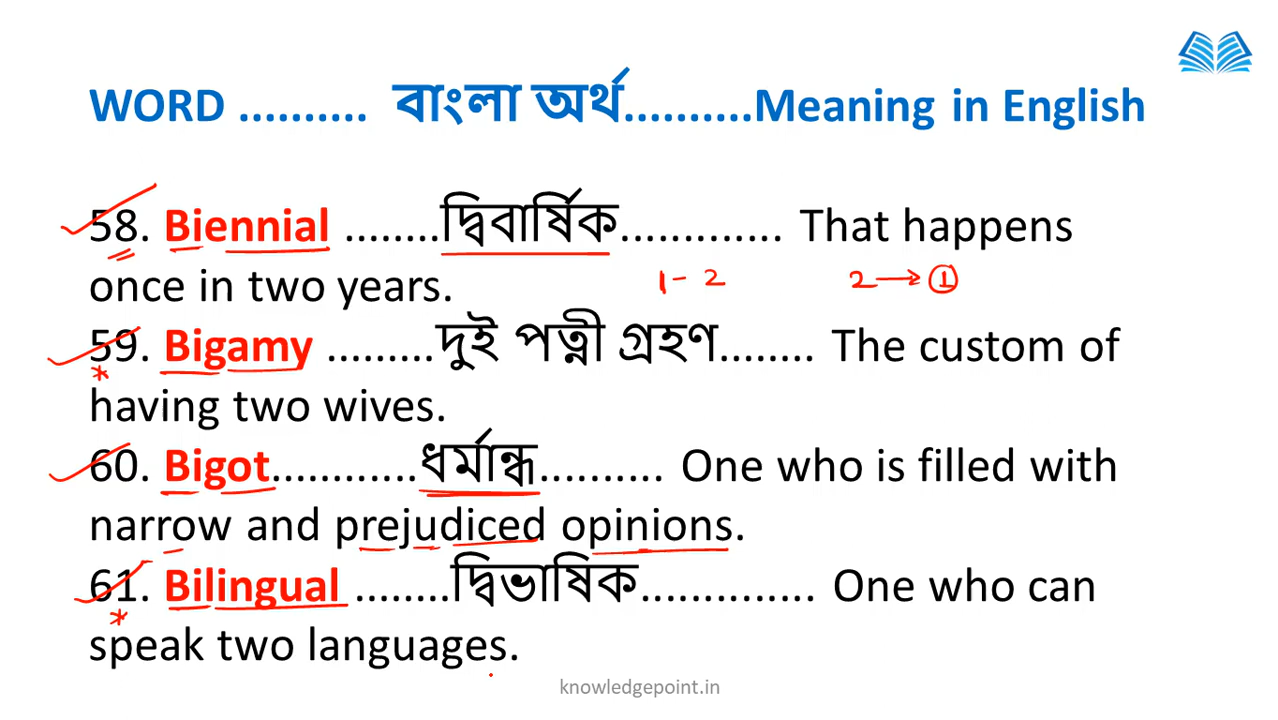 WORD .......... বাংলা অর্থ..........Meaning in English
58. Biennial ........দ্বিবার্ষিক............. That happens
once in two years. 1- 2 2 → 1
59. Bigamy .........দুই পত্নী গ্রহণ........ The custom of
* having two wives.
60. Bigot............ধর্মান্ধ.......... One who is filled with
narrow and prejudiced opinions.
61. Bilingual ........দ্বিভাষিক.............. One who can
* speak two languages.
knowledgepoint.in